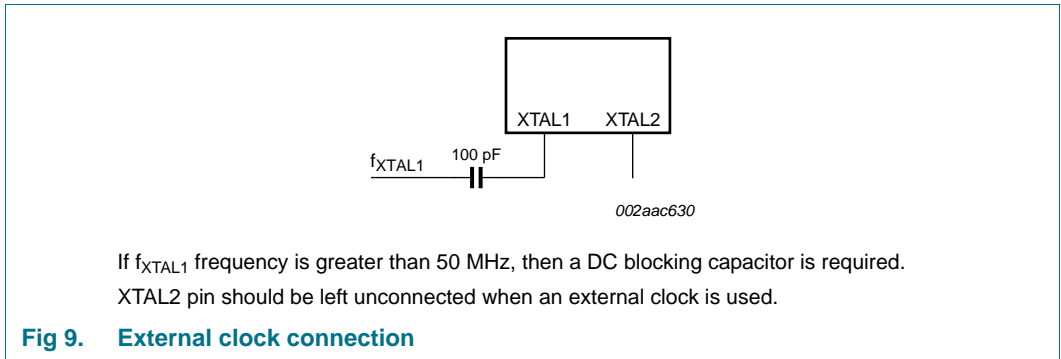 XTAL1 XTAL2
fXTAL1
100 pF
002aac630
If fXTAL1 frequency is greater than 50 MHz, then a DC blocking capacitor is required.
XTAL2 pin should be left unconnected when an external clock is used.
Fig 9. External clock connection